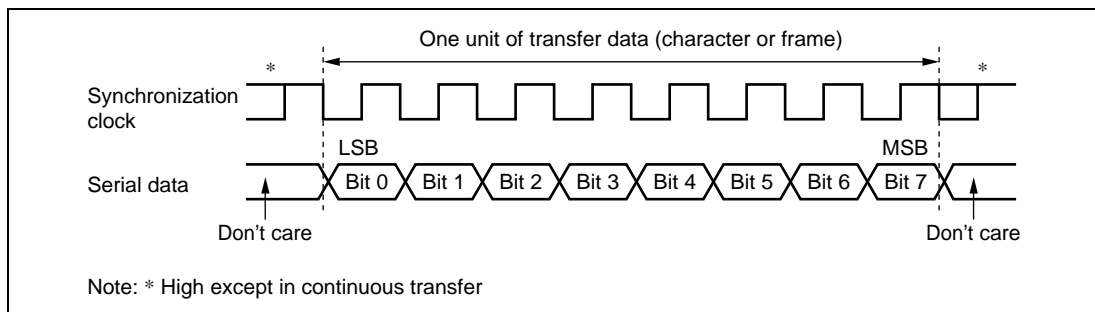 One unit of transfer data (character or frame)
* *
Synchronization
clock
LSB MSB
Serial data Bit 0 Bit 1 Bit 2 Bit 3 Bit 4 Bit 5 Bit 6 Bit 7
Don’t care Don’t care
Note: * High except in continuous transfer